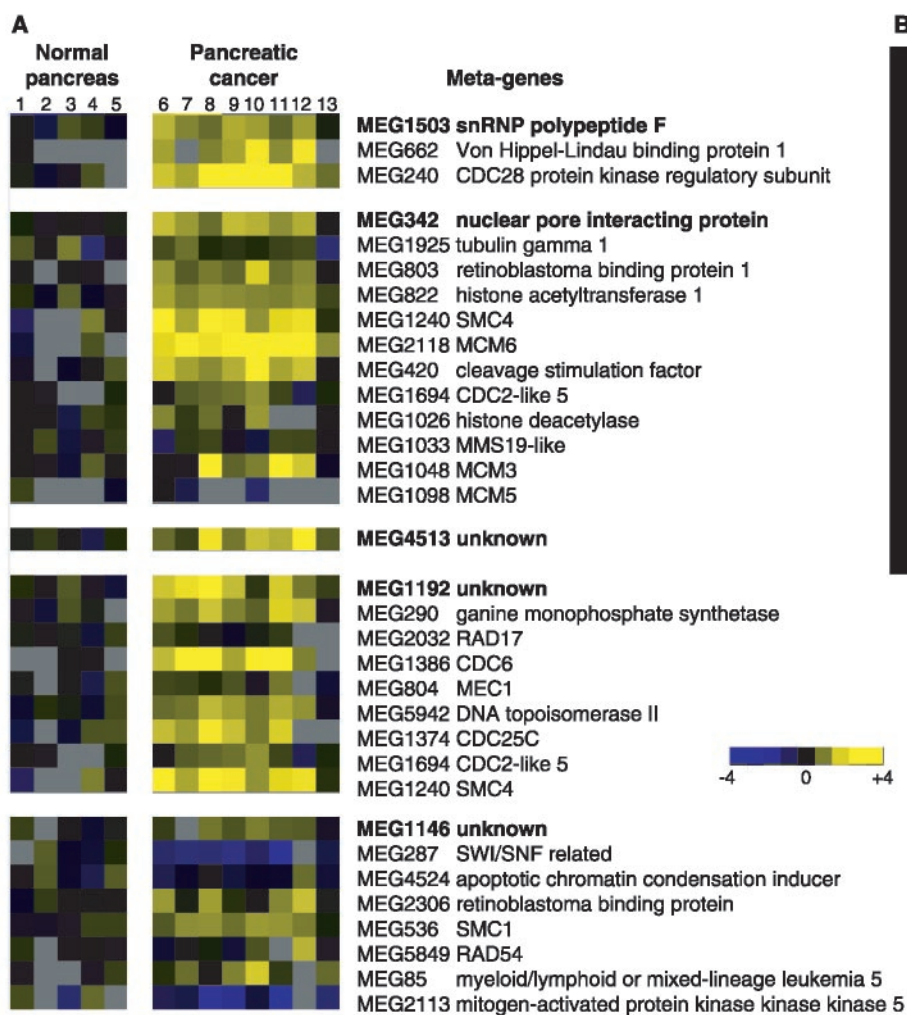 A
B
Normal pancreas
Pancreatic cancer
Meta-genes
1 2 3 4 5 6 7 8 9 10 11 12 13
MEG1503 snRNP polypeptide F
MEG662 Von Hippel-Lindau binding protein 1
MEG240 CDC28 protein kinase regulatory subunit
MEG342 nuclear pore interacting protein
MEG1925 tubulin gamma 1
MEG803 retinoblastoma binding protein 1
MEG822 histone acetyltransferase 1
MEG1240 SMC4
MEG2118 MCM6
MEG420 cleavage stimulation factor
MEG1694 CDC2-like 5
MEG1026 histone deacetylase
MEG1033 MMS19-like
MEG1048 MCM3
MEG1098 MCM5
MEG4513 unknown
MEG1192 unknown
MEG290 ganine monophosphate synthetase
MEG2032 RAD17
MEG1386 CDC6
MEG804 MEC1
MEG5942 DNA topoisomerase II
MEG1374 CDC25C
MEG1694 CDC2-like 5
MEG1240 SMC4
-4 0 +4
MEG1146 unknown
MEG287 SWI/SNF related
MEG4524 apoptotic chromatin condensation inducer
MEG2306 retinoblastoma binding protein
MEG536 SMC1
MEG5849 RAD54
MEG85 myeloid/lymphoid or mixed-lineage leukemia 5
MEG2113 mitogen-activated protein kinase kinase kinase 5